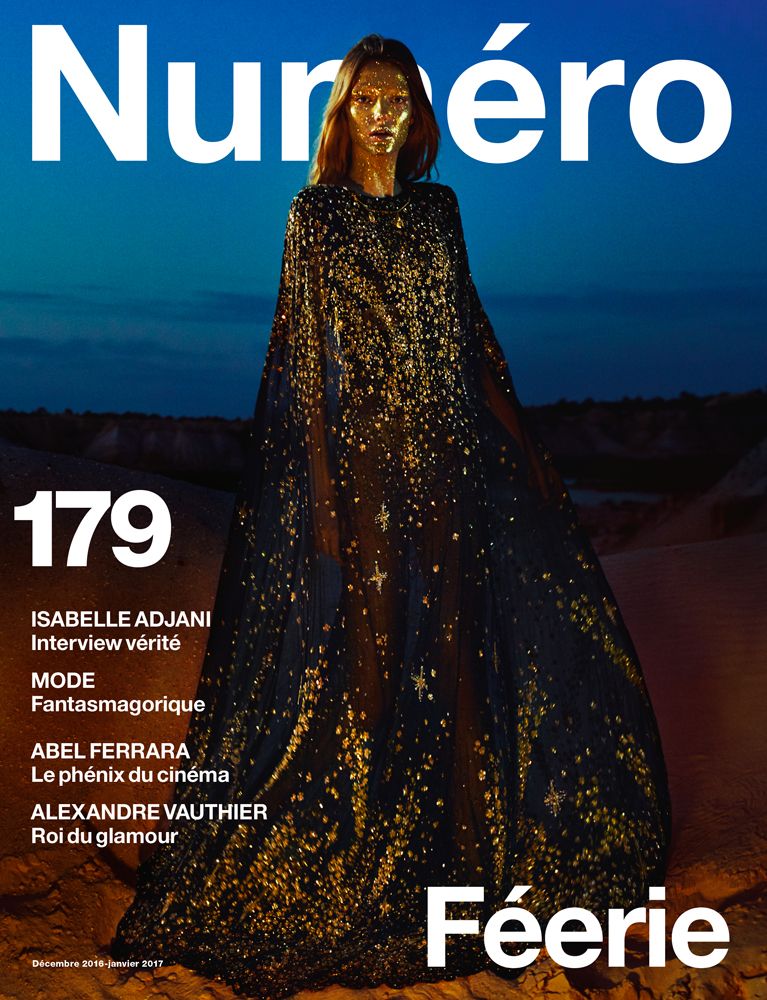 Numéro
179
ISABELLE ADJANI
Interview vérité
MODE
Fantasmagorique
ABEL FERRARA
Le phénix du cinéma
ALEXANDRE VAUTHIER
Roi du glamour
Féerie
Décembre 2016-janvier 2017